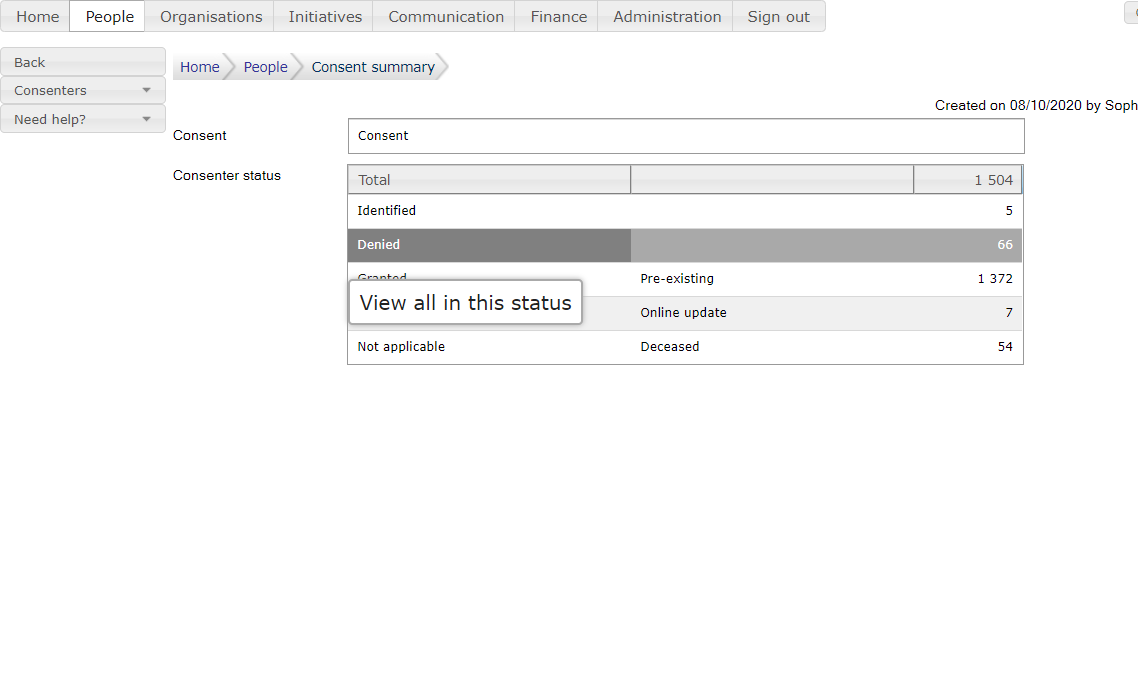 Home People Organisations Initiatives Communication Finance Administration Sign out
Back
Consenters
Need help?
Home People Consent summary
Created on 08/10/2020 by Soph
Consent Consent
Consenter status
Total 1 504
Identified 5
Denied 66
Granted Pre-existing 1 372
View all in this status
Online update 7
Not applicable Deceased 54